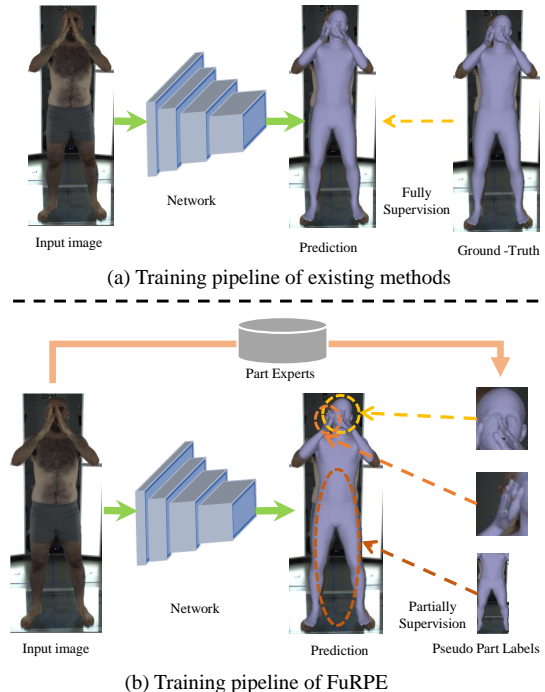 Network
Fully
Supervision
Input image
Prediction
Ground -Truth
(a) Training pipeline of existing methods
Part Experts
Network
Partially
Supervision
Input image
Prediction
Pseudo Part Labels
(b) Training pipeline of FuRPE